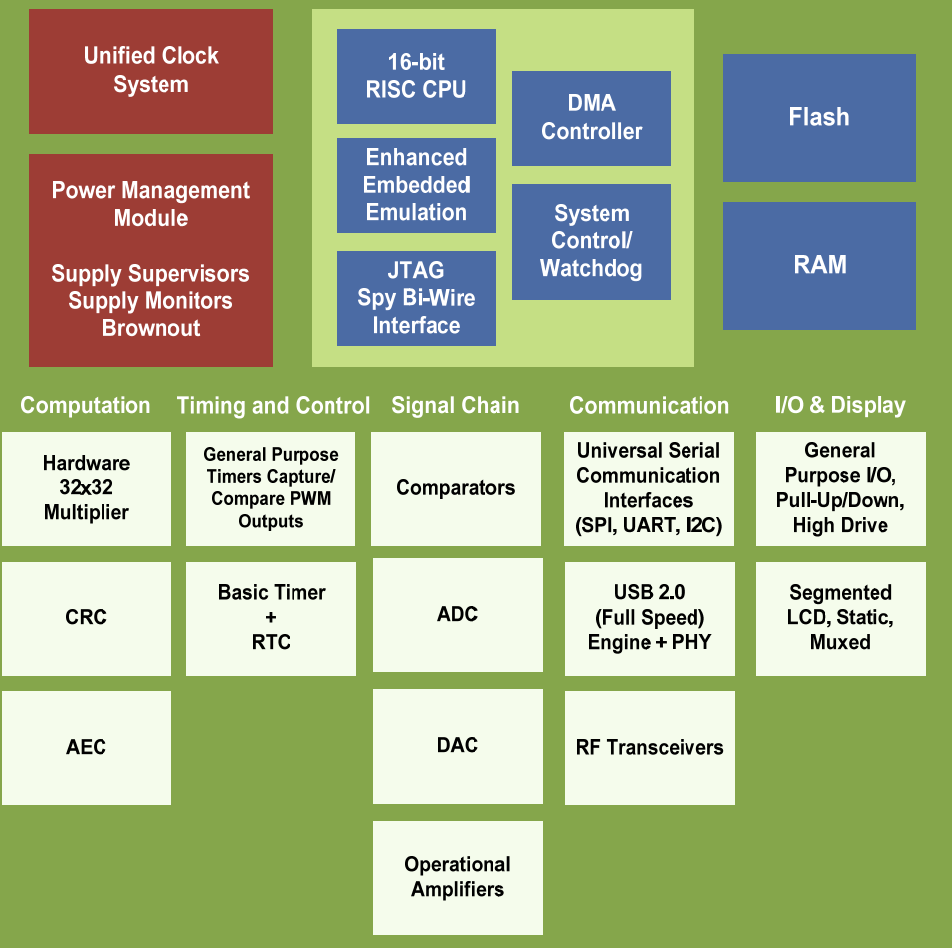 Unified Clock
System
Power Management
Module
Supply Supervisors
Supply Monitors
Brownout
16-bit
RISC CPU
Enhanced
Embedded
Emulation
JTAG
Spy Bi-Wire
Interface
DMA
Controller
System
Control/
Watchdog
Flash
RAM
Computation
Hardware
32x32
Multiplier
CRC
AEC
Timing and Control
General Purpose
Timers Capture/
Compare PWM
Outputs
Basic Timer
+
RTC
Signal Chain
Comparators
ADC
DAC
Operational
Amplifiers
Communication
Universal Serial
Communication
Interfaces
(SPI, UART, I2C)
USB 2.0
(Full Speed)
Engine + PHY
RF Transceivers
I/O & Display
General
Purpose I/O,
Pull-Up/Down,
High Drive
Segmented
LCD, Static,
Muxed